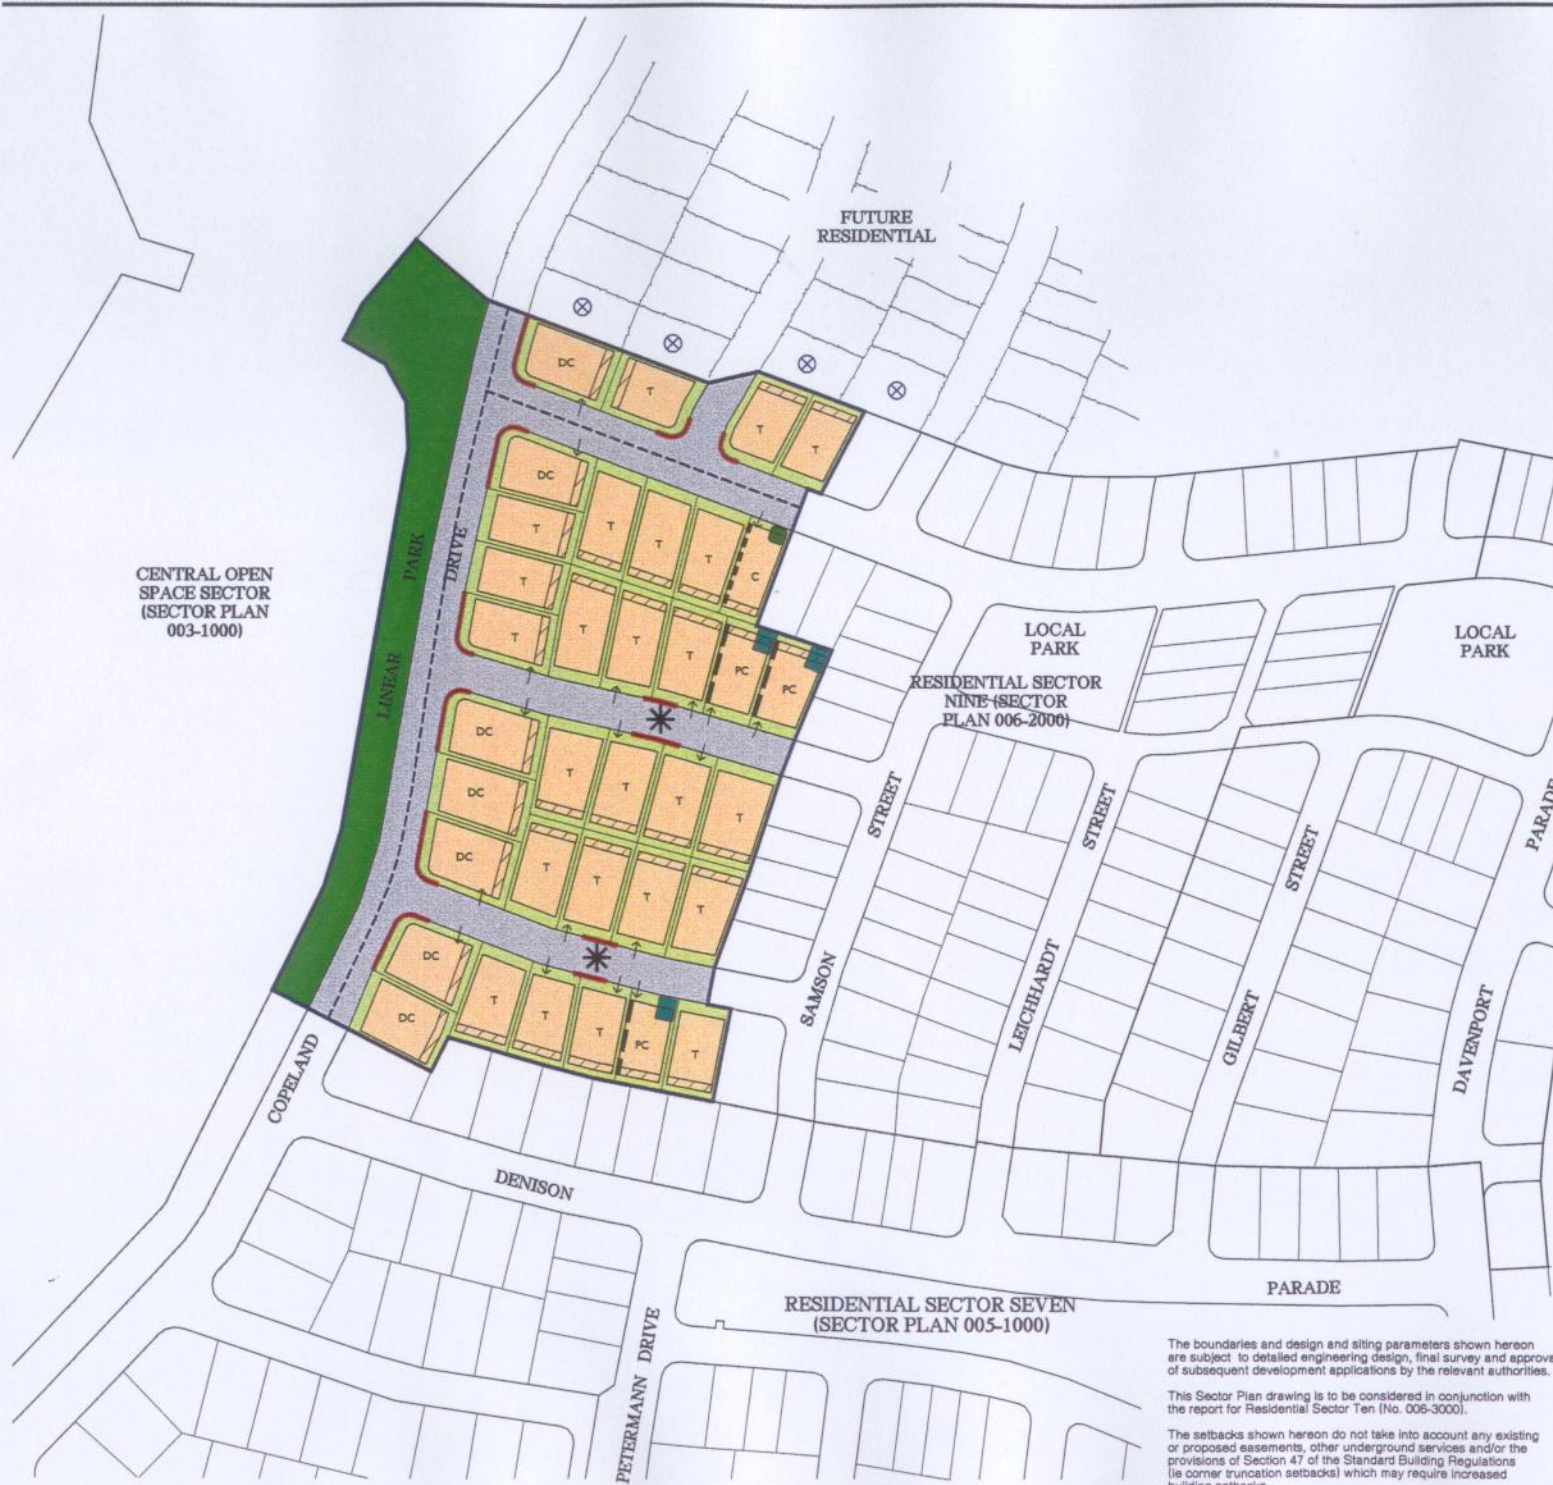 FUTURE
RESIDENTIAL
DC
T
T
T
DC
T
T
T
T
T
T
C
T
T
T
T
PC
PC
CENTRAL OPEN
SPACE SECTOR
(SECTOR PLAN
003-1000)
LINEAR PARK
DRIVE
LOCAL
PARK
LOCAL
PARK
RESIDENTIAL SECTOR
NINE (SECTOR
PLAN 006-2000)
DC
DC
DC
T
T
T
T
T
T
T
T
DC
DC
T
T
T
PC
T
SAMSON STREET
LEICHHARDT STREET
GILBERT STREET
DAVENPORT PARADE
COPELAND
DENISON
PARADE
PETERMANN DRIVE
RESIDENTIAL SECTOR SEVEN
(SECTOR PLAN 005-1000)
The boundaries and design and siting parameters shown hereon
are subject to detailed engineering design, final survey and approva
of subsequent development applications by the relevant authorities.
This Sector Plan drawing is to be considered in conjunction with
the report for Residential Sector Ten (No. 006-3000).
The setbacks shown hereon do not take into account any existing
or proposed easements, other underground services and/or the
provisions of Section 47 of the Standard Building Regulations
(ie corner truncation setbacks) which may require increased
building setbacks.